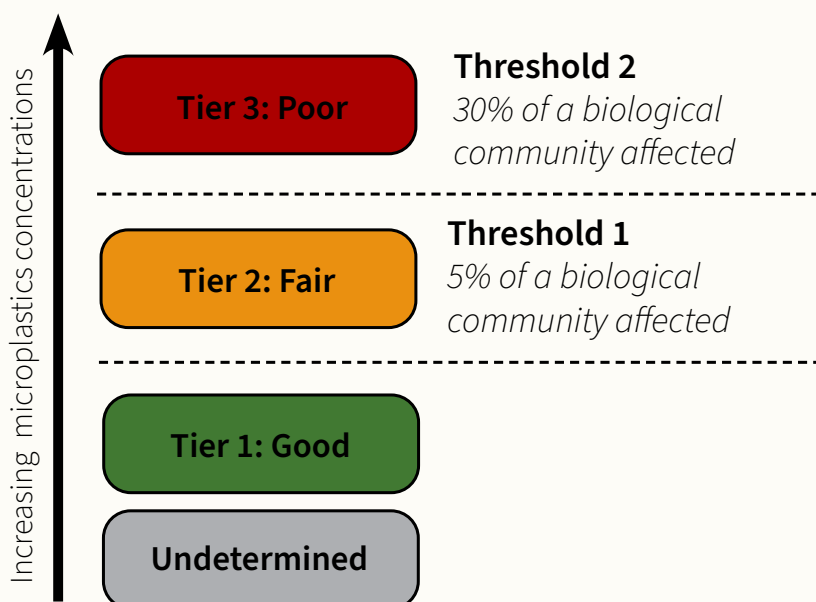 Increasing microplastics concentrations
Tier 3: Poor
Threshold 2
30% of a biological
community affected
Tier 2: Fair
Threshold 1
5% of a biological
community affected
Tier 1: Good
Undetermined